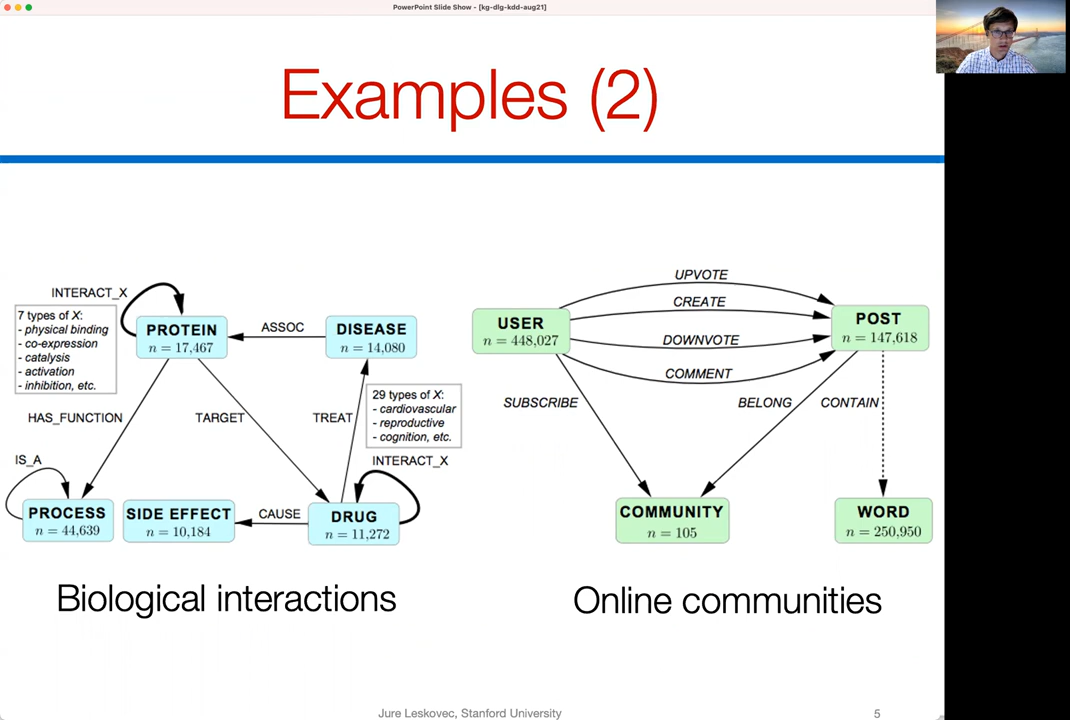 PowerPoint Slide Show - [kg-dlg-kdd-aug21]
Examples (2)
INTERACT_X
7 types of X:
- physical binding
- co-expression
- catalysis
- activation
- inhibition, etc.
PROTEIN
n = 17,467
ASSOC
DISEASE
n = 14,080
29 types of X:
- cardiovascular
- reproductive
- cognition, etc.
HAS_FUNCTION
TARGET
TREAT
INTERACT_X
IS_A
PROCESS
n = 44,639
SIDE EFFECT
n = 10,184
CAUSE
DRUG
n = 11,272
Biological interactions
UPVOTE
CREATE
DOWNVOTE
COMMENT
USER
n = 448,027
POST
n = 147,618
SUBSCRIBE
BELONG
CONTAIN
COMMUNITY
n = 105
WORD
n = 250,950
Online communities
Jure Leskovec, Stanford University
5